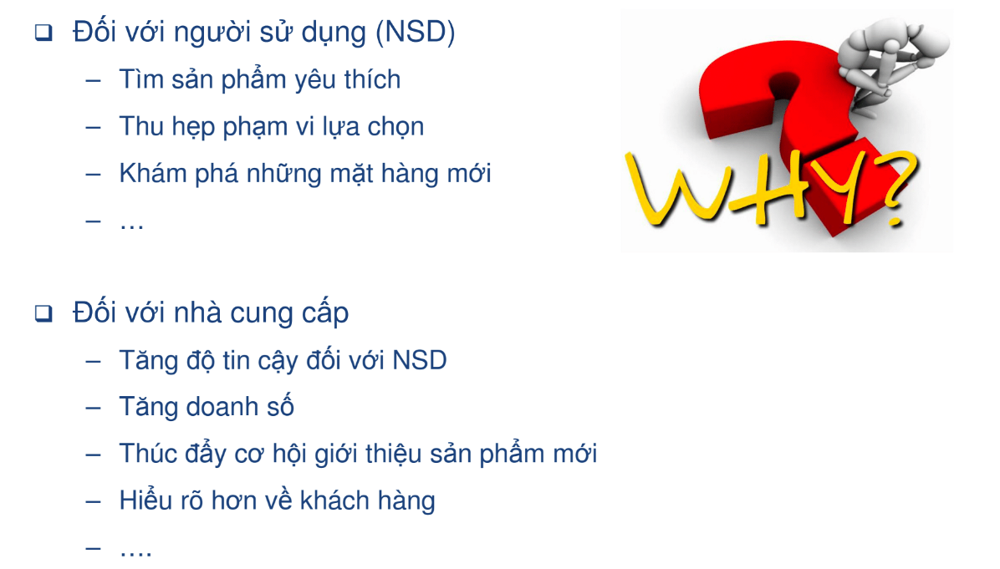 ❑ Đối với người sử dụng (NSD)
– Tìm sản phẩm yêu thích
– Thu hẹp phạm vi lựa chọn
– Khám phá những mặt hàng mới
– …
WHY?
❑ Đối với nhà cung cấp
– Tăng độ tin cậy đối với NSD
– Tăng doanh số
– Thúc đẩy cơ hội giới thiệu sản phẩm mới
– Hiểu rõ hơn về khách hàng
– ….